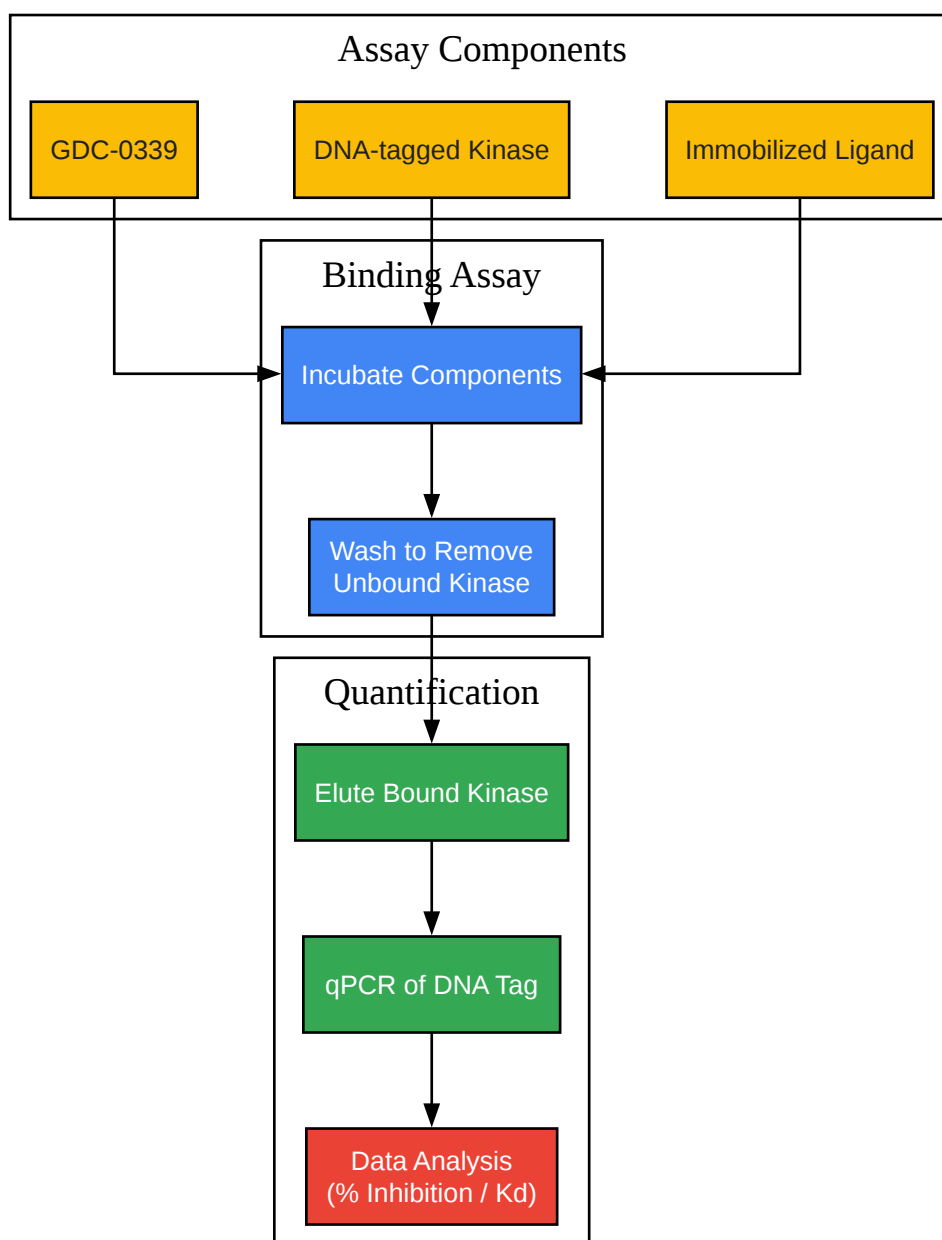 Assay Components
GDC-0339
DNA-tagged Kinase
Immobilized Ligand
Binding Assay
Incubate Components
Wash to Remove
Unbound Kinase
Quantification
Elute Bound Kinase
qPCR of DNA Tag
Data Analysis
(% Inhibition / Kd)